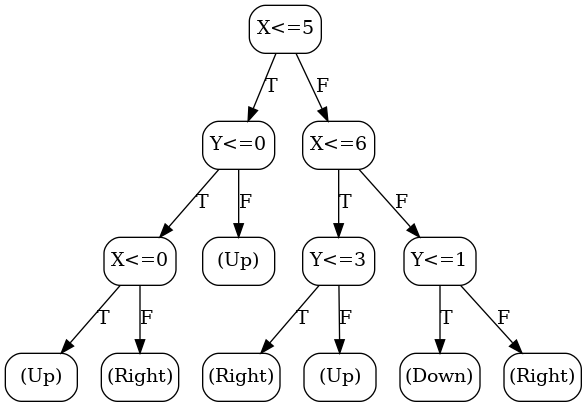 X<=5
T
F
Y<=0
X<=6
T
F
T
F
X<=0
(Up)
Y<=3
Y<=1
T
F
T
F
T
F
(Up)
(Right)
(Right)
(Up)
(Down)
(Right)